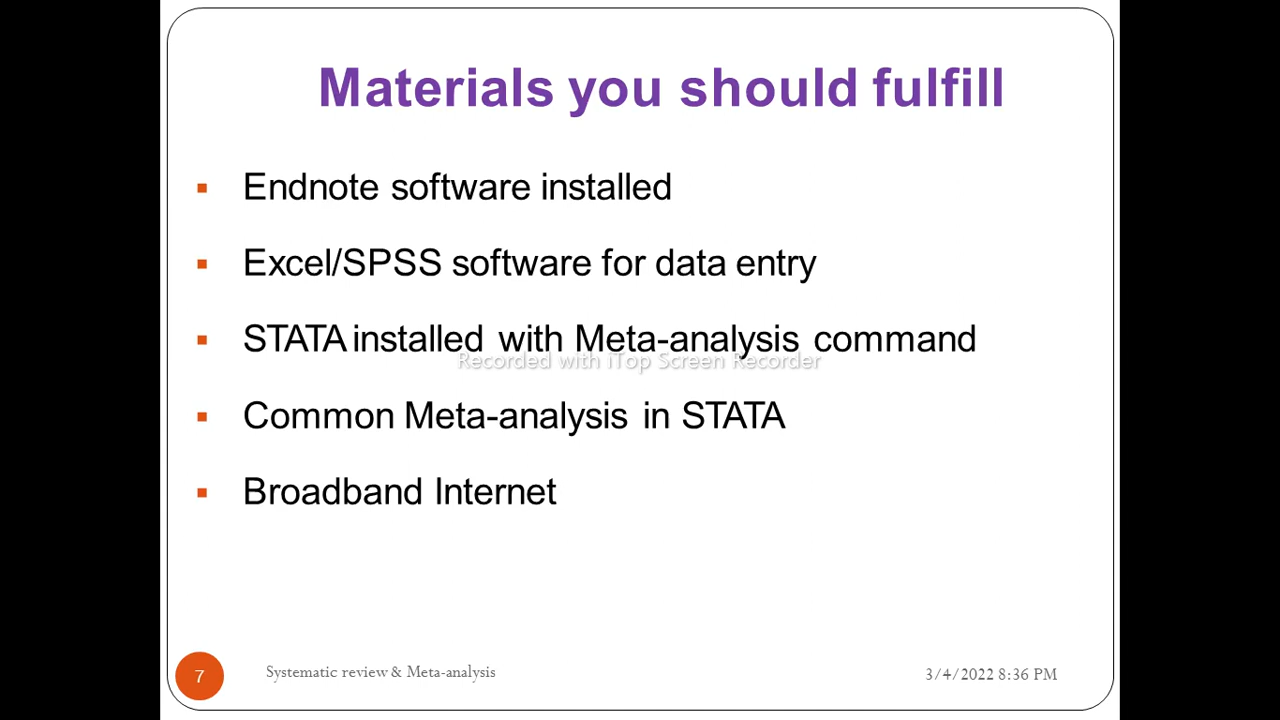 Materials you should fulfill
▪ Endnote software installed
▪ Excel/SPSS software for data entry
▪ STATA installed with Meta-analysis command
Recorded with iTop Screen Recorder
▪ Common Meta-analysis in STATA
▪ Broadband Internet
7 Systematic review & Meta-analysis 3/4/2022 8:36 PM